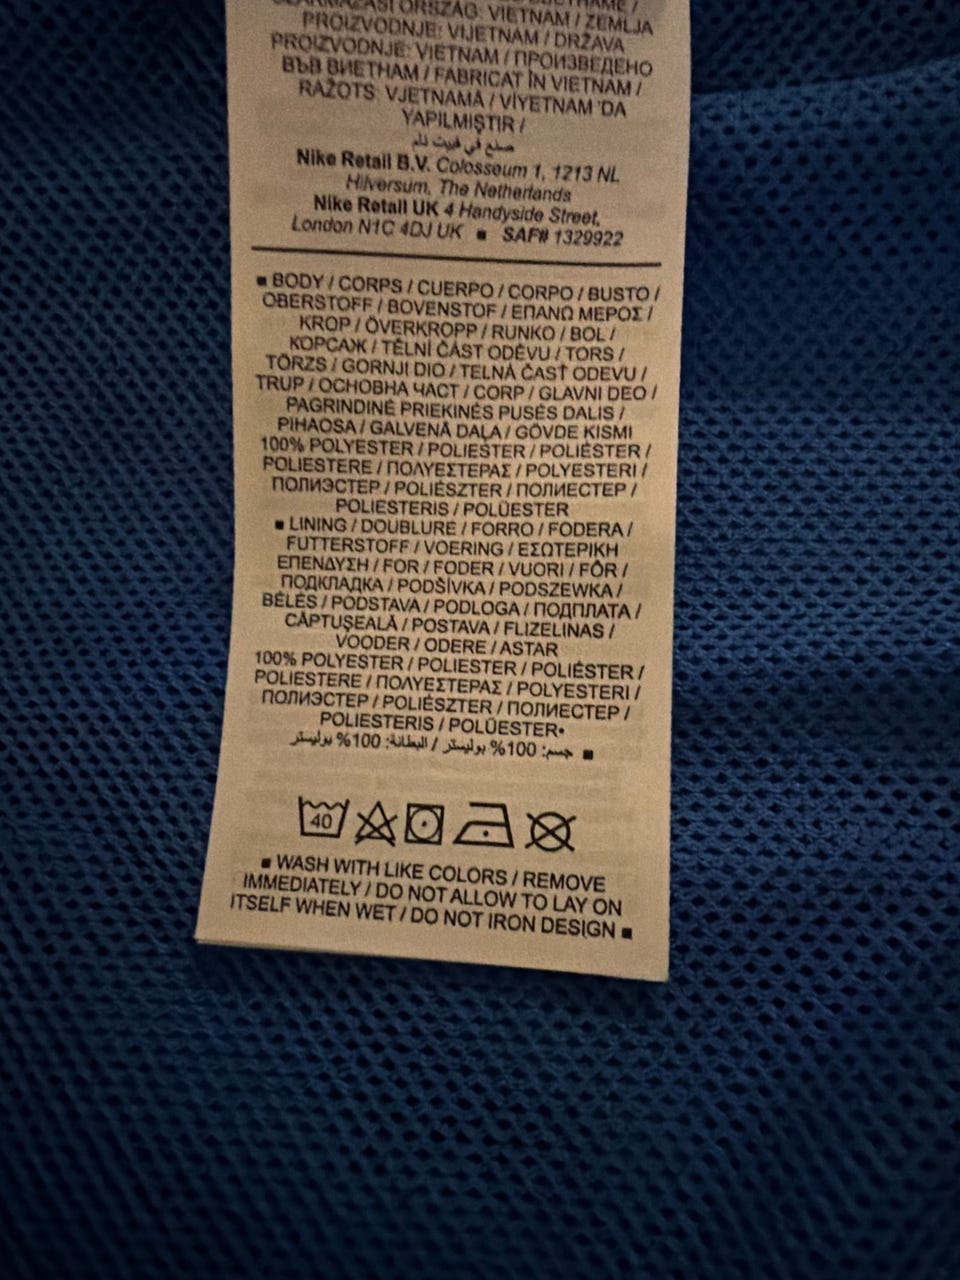 SZÁRMAZÁSI ORSZÁG: VIETNAM / ZEMLJA
PROIZVODNJE: VIJETNAM / DRŽAVA
PROIZVODNJE: VIETNAM / ПРОИЗВЕДЕНО
ВЪВ ВИЕТНАМ / FABRICAT ÎN VIETNAM /
RAŽOTS: VJETNAMĀ / VİYETNAM 'DA
YAPILMIŞTIR /
صنع في فييت نام
Nike Retail B.V. Colosseum 1, 1213 NL
Hilversum, The Netherlands
Nike Retail UK 4 Handyside Street,
London N1C 4DJ UK ■ SAF# 1329922
■ BODY / CORPS / CUERPO / CORPO / BUSTO /
OBERSTOFF / BOVENSTOF / ΕΠΑΝΩ ΜΕΡΟΣ /
KROP / ÖVERKROPP / RUNKO / BOL /
КОРСАЖ / TĚLNÍ ČÁST ODĚVU / TORS /
TÖRZS / GORNJI DIO / TELNÁ ČASŤ ODEVU /
TRUP / ОСНОВНА ЧАСТ / CORP / GLAVNI DEO /
PAGRINDINĖ PRIEKINĖS PUSĖS DALIS /
PIHAOSA / GALVENĀ DAĻA / GÖVDE KISMI
100% POLYESTER / POLIESTER / POLIÉSTER /
POLIESTERE / ΠΟΛΥΕΣΤΕΡΑΣ / POLYESTERI /
ПОЛИЭСТЕР / POLIÉSZTER / ПОЛИЕСТЕР /
POLIESTERIS / POLÜESTER
■ LINING / DOUBLURE / FORRO / FODERA /
FUTTERSTOFF / VOERING / ΕΣΩΤΕΡΙΚΗ
ΕΠΕΝΔΥΣΗ / FOR / FODER / VUORI / FÔR /
ПОДКЛАДКА / PODŠÍVKA / PODSZEWKA /
BÉLÉS / PODSTAVA / PODLOGA / ПОДПЛАТА /
CĂPTUŞEALĂ / POSTAVA / FLIZELINAS /
VOODER / ODERE / ASTAR
100% POLYESTER / POLIESTER / POLIÉSTER /
POLIESTERE / ΠΟΛΥΕΣΤΕΡΑΣ / POLYESTERI /
ПОЛИЭСТЕР / POLIÉSZTER / ПОЛИЕСТЕР /
POLIESTERIS / POLÜESTER•
■ جسم: 100% بوليستر / البطانة: 100% بوليستر
40
■ WASH WITH LIKE COLORS / REMOVE
IMMEDIATELY / DO NOT ALLOW TO LAY ON
ITSELF WHEN WET / DO NOT IRON DESIGN ■